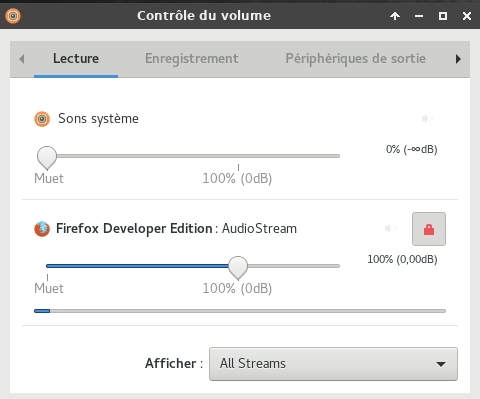 Contrôle du volume
Lecture Enregistrement Périphériques de sortie
Sons système
0% (-∞dB)
Muet 100% (0dB)
Firefox Developer Edition : AudioStream
100% (0,00dB)
Muet 100% (0dB)
Afficher : All Streams